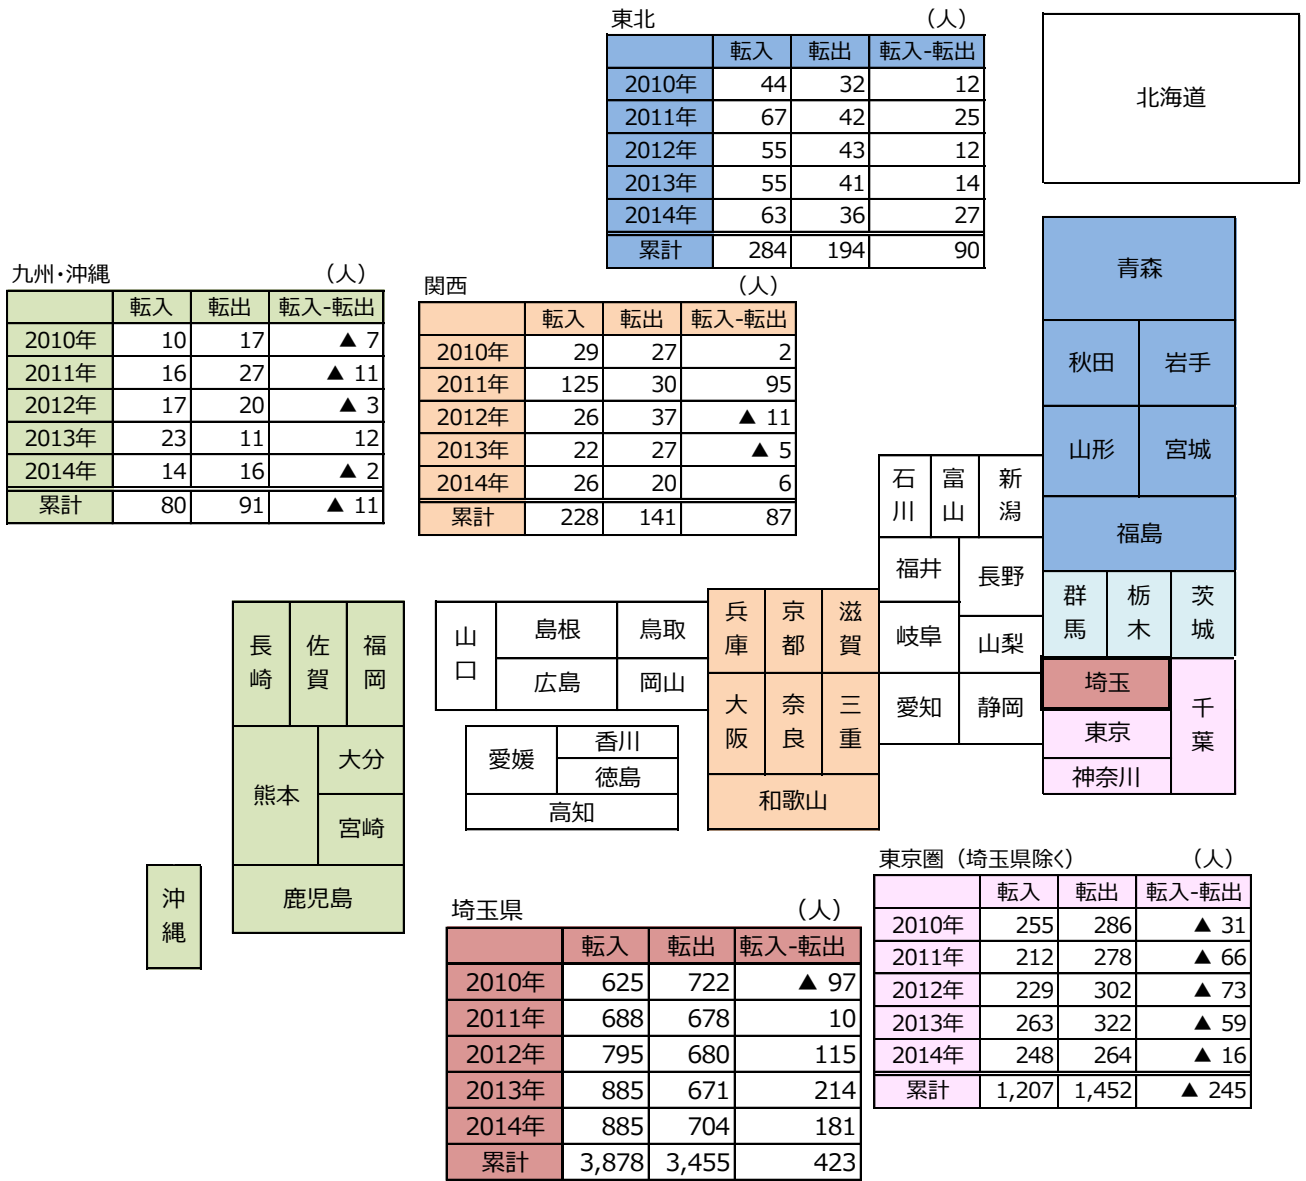 東北 （人）
転入 転出 転入-転出
2010年 44 32 12
2011年 67 42 25
2012年 55 43 12
2013年 55 41 14
2014年 63 36 27
累計 284 194 90
北海道
九州・沖縄 （人）
転入 転出 転入-転出
2010年 10 17 ▲ 7
2011年 16 27 ▲ 11
2012年 17 20 ▲ 3
2013年 23 11 12
2014年 14 16 ▲ 2
累計 80 91 ▲ 11
関西 （人）
転入 転出 転入-転出
2010年 29 27 2
2011年 125 30 95
2012年 26 37 ▲ 11
2013年 22 27 ▲ 5
2014年 26 20 6
累計 228 141 87
青森
秋田 岩手
山形 宮城
福島
石川 富山 新潟
福井 長野
岐阜 山梨
愛知 静岡
群馬 栃木 茨城
埼玉
千葉
東京
神奈川
兵庫 京都 滋賀
大阪 奈良 三重
和歌山
山口 島根 鳥取
広島 岡山
愛媛 香川
徳島
高知
長崎 佐賀 福岡
熊本 大分
宮崎
鹿児島
沖縄
埼玉県 （人）
転入 転出 転入-転出
2010年 625 722 ▲ 97
2011年 688 678 10
2012年 795 680 115
2013年 885 671 214
2014年 885 704 181
累計 3,878 3,455 423
東京圏（埼玉県除く） （人）
転入 転出 転入-転出
2010年 255 286 ▲ 31
2011年 212 278 ▲ 66
2012年 229 302 ▲ 73
2013年 263 322 ▲ 59
2014年 248 264 ▲ 16
累計 1,207 1,452 ▲ 245